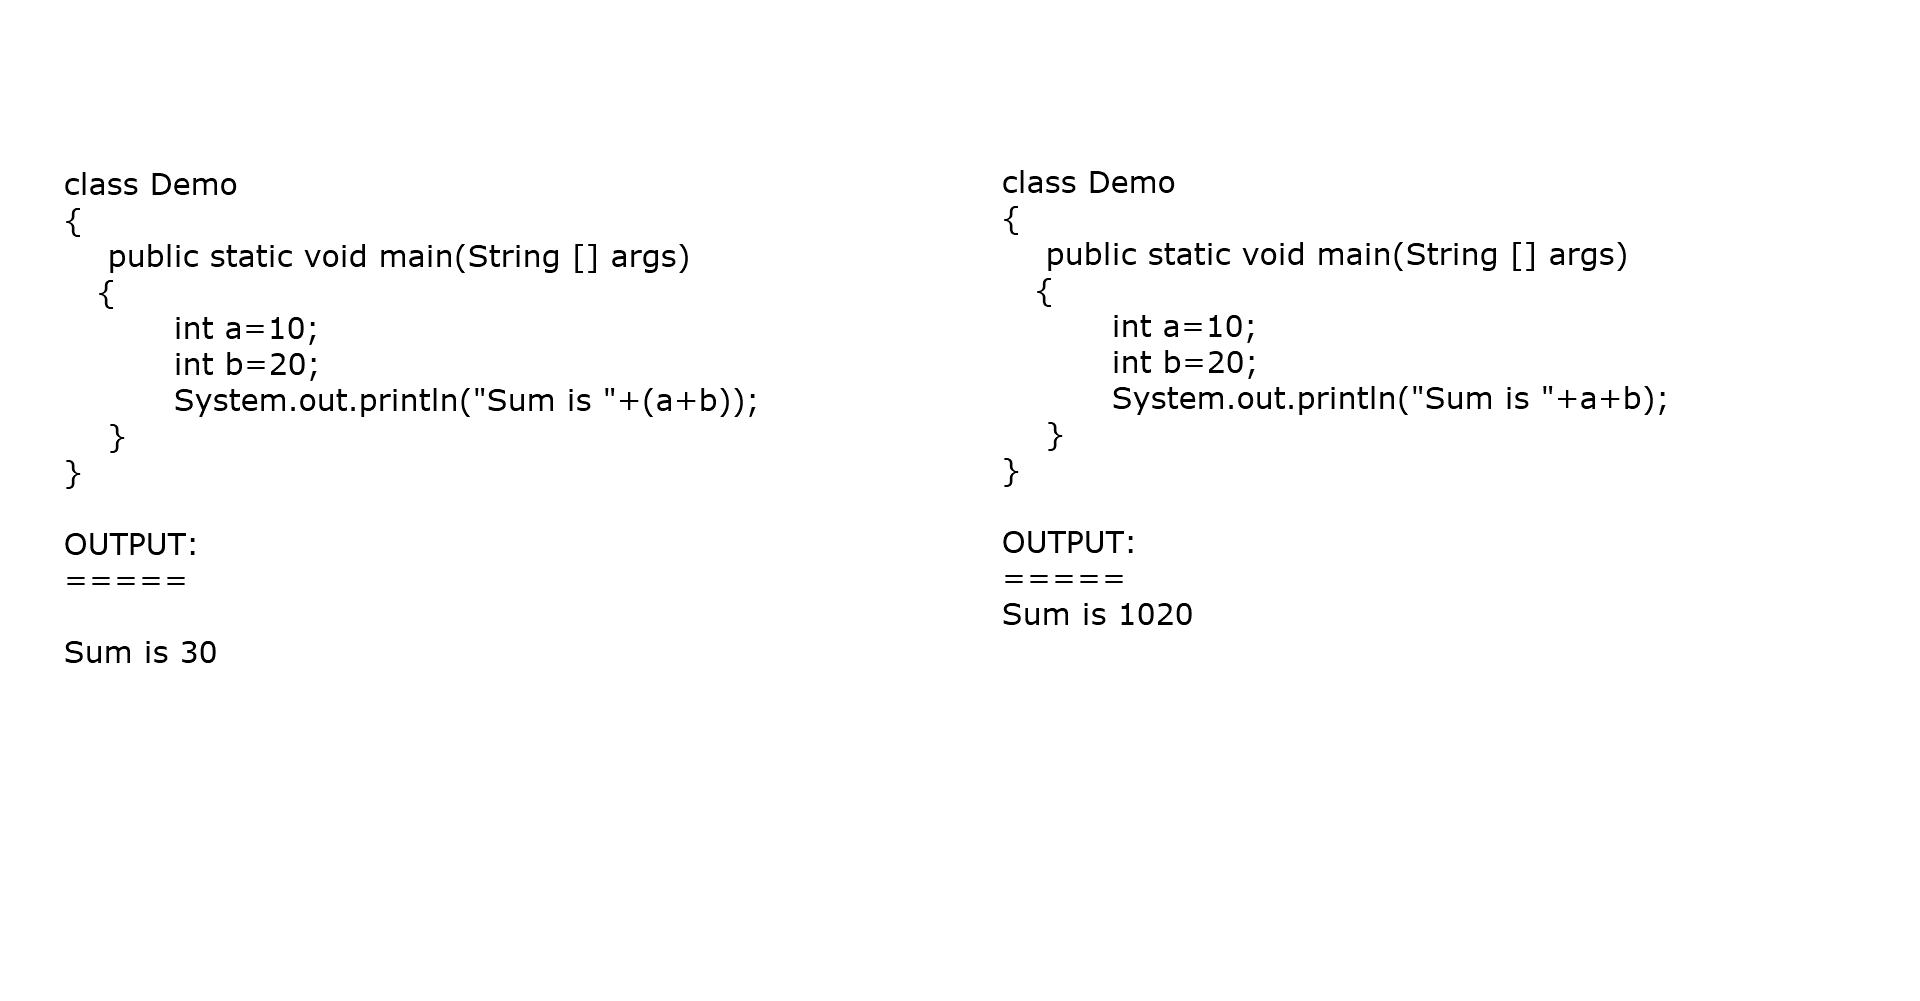 class Demo
{
public static void main(String [] args)
{
int a=10;
int b=20;
System.out.println("Sum is "+(a+b));
}
}
OUTPUT:
=====
Sum is 30
class Demo
{
public static void main(String [] args)
{
int a=10;
int b=20;
System.out.println("Sum is "+a+b);
}
}
OUTPUT:
=====
Sum is 1020